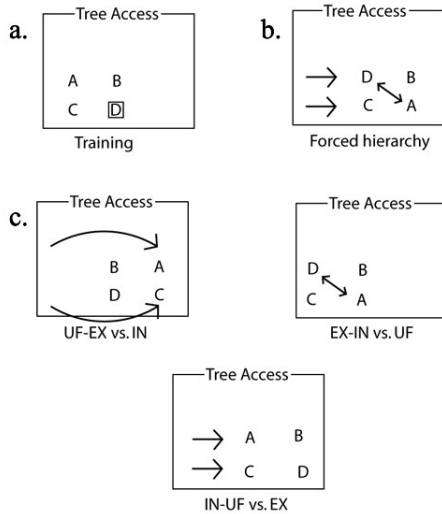 a.
Tree Access
A B
C D
Training
b.
Tree Access
D B
C A
Forced hierarchy
c.
Tree Access
B A
D C
UF-EX vs. IN
Tree Access
D B
C A
EX-IN vs. UF
Tree Access
A B
C D
IN-UF vs. EX